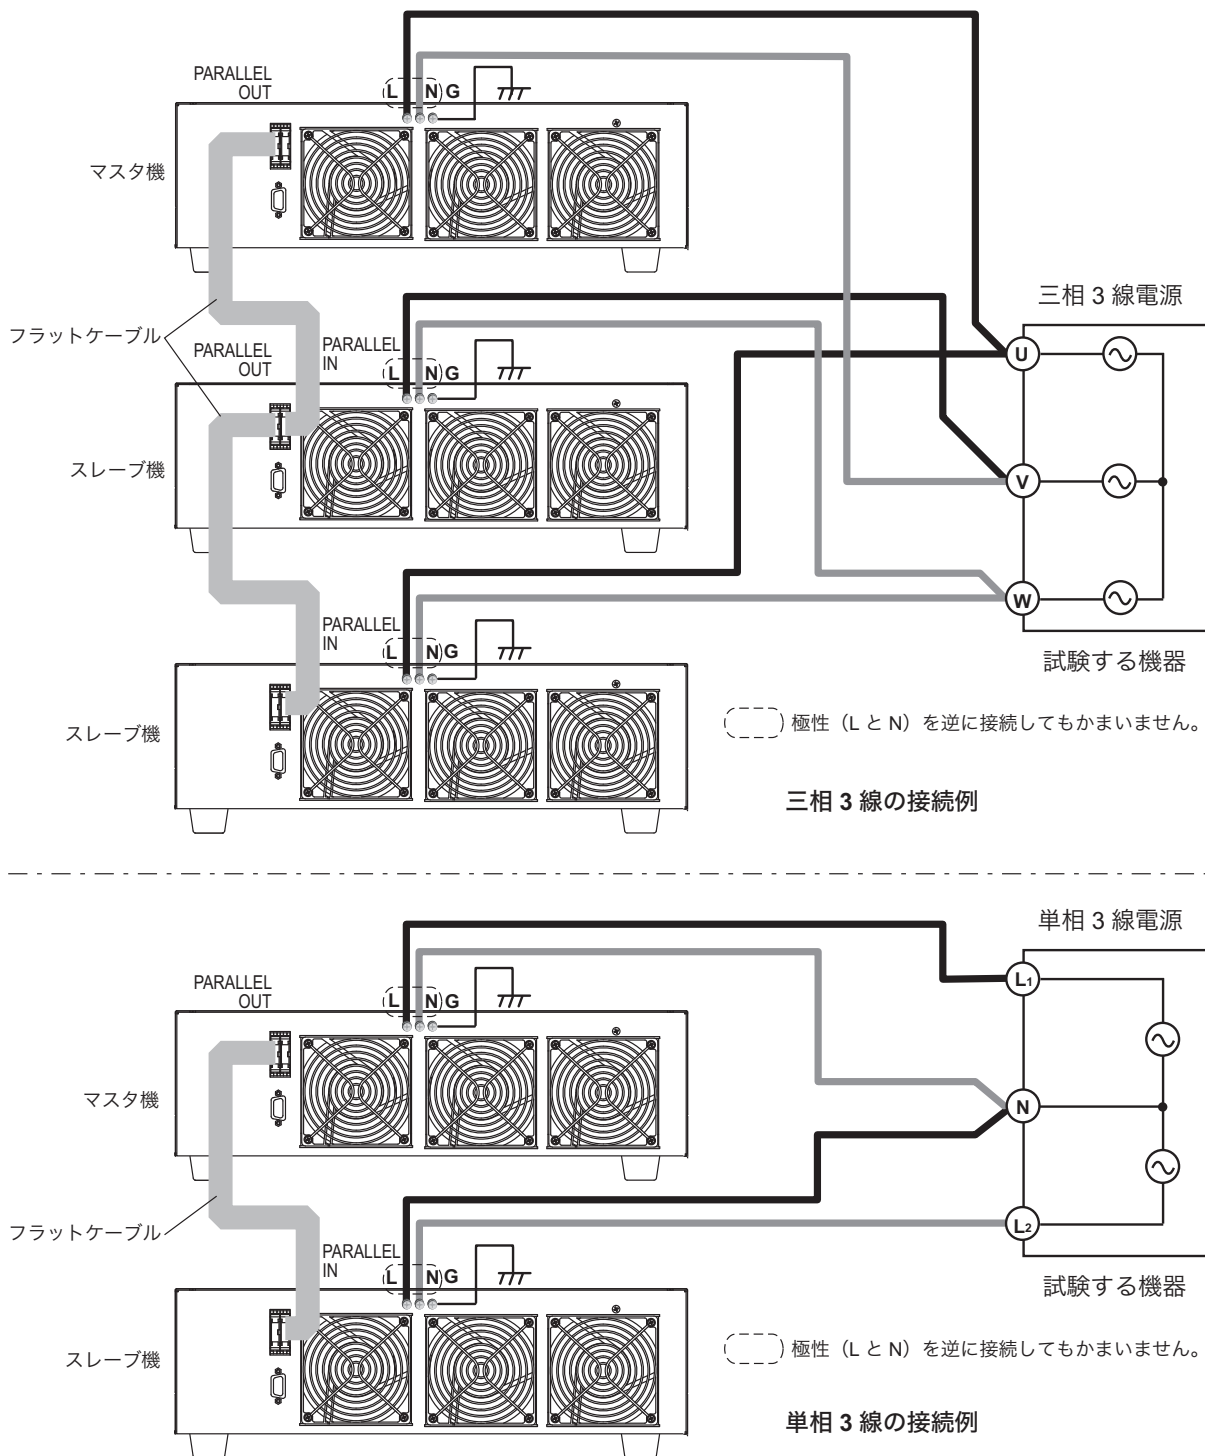 PARALLEL
OUT
L N G
マスタ機
三相 3 線電源
フラットケーブル
PARALLEL
OUT
PARALLEL
IN
L N G
U
スレーブ機
V
W
PARALLEL
IN
L N G
試験する機器
スレーブ機
極性（L と N）を逆に接続してもかまいません。
三相 3 線の接続例
単相 3 線電源
PARALLEL
OUT
L N G
L1
マスタ機
N
フラットケーブル
L2
PARALLEL
IN
L N G
試験する機器
スレーブ機
極性（L と N）を逆に接続してもかまいません。
単相 3 線の接続例